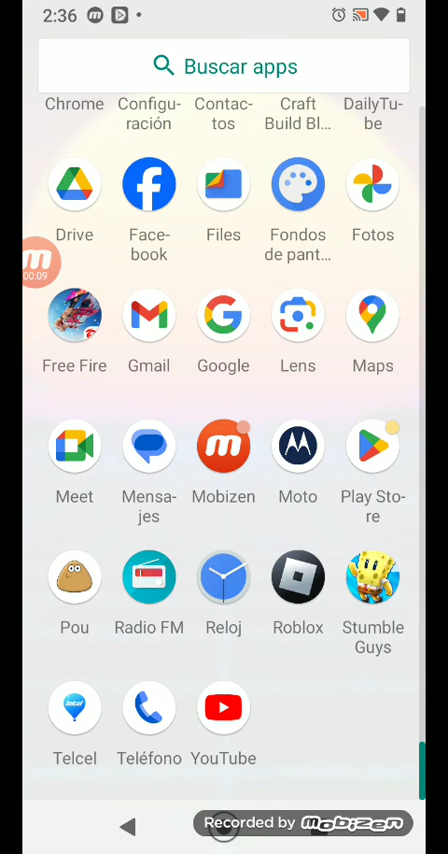 2:36
Buscar apps
Chrome
Configu-
ración
Contac-
tos
Craft
Build Bl...
DailyTu-
be
Drive
Face-
book
Files
Fondos
de pant...
Fotos
00:09
Free Fire
Gmail
Google
Lens
Maps
Meet
Mensa-
jes
Mobizen
Moto
Play Sto-
re
Pou
Radio FM
Reloj
Roblox
Stumble
Guys
telcel
Telcel
Teléfono
YouTube
Recorded by mobizen